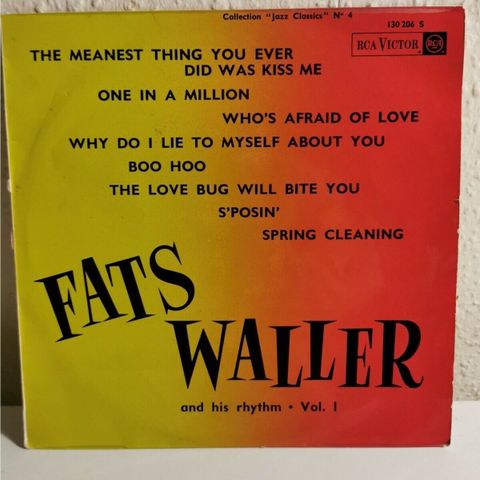 Collection "Jazz Classics" N° 4
130 206 S
RCA VICTOR RCA
THE MEANEST THING YOU EVER
DID WAS KISS ME
ONE IN A MILLION
WHO'S AFRAID OF LOVE
WHY DO I LIE TO MYSELF ABOUT YOU
BOO HOO
THE LOVE BUG WILL BITE YOU
S'POSIN'
SPRING CLEANING
FATS
WALLER
and his rhythm • Vol. I